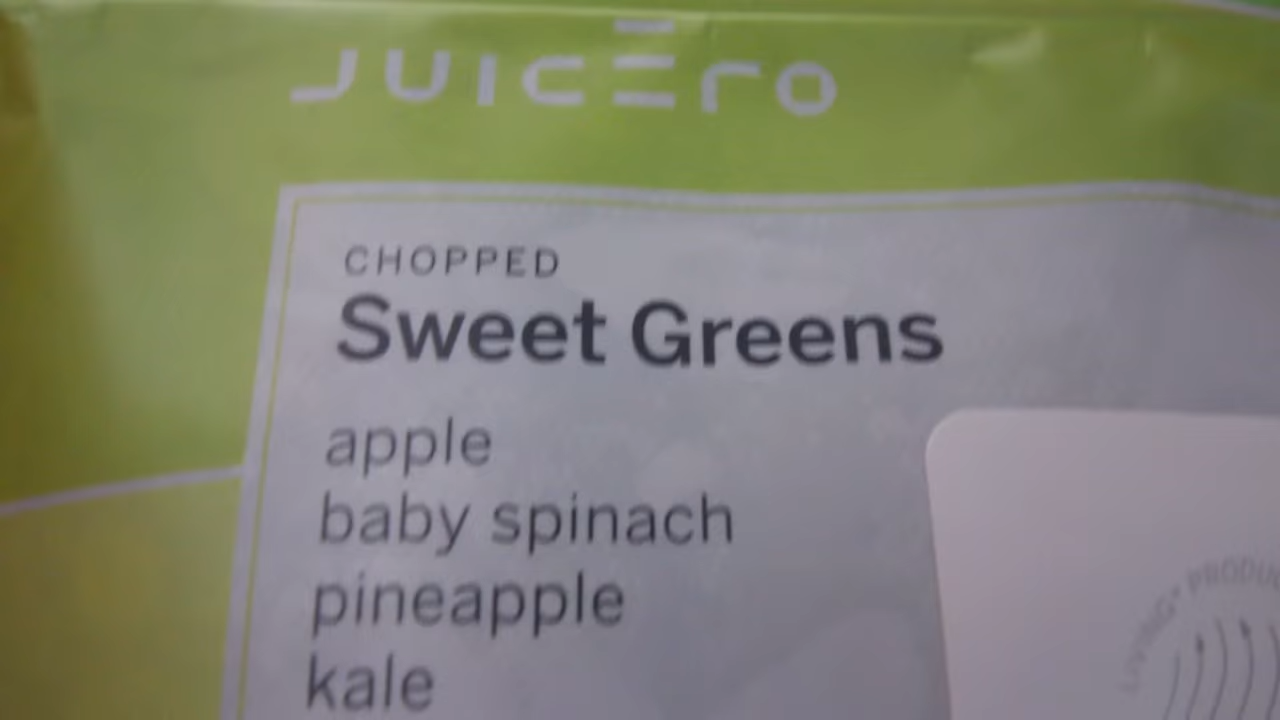 JUICEro
CHOPPED
Sweet Greens
apple
baby spinach
pineapple
kale